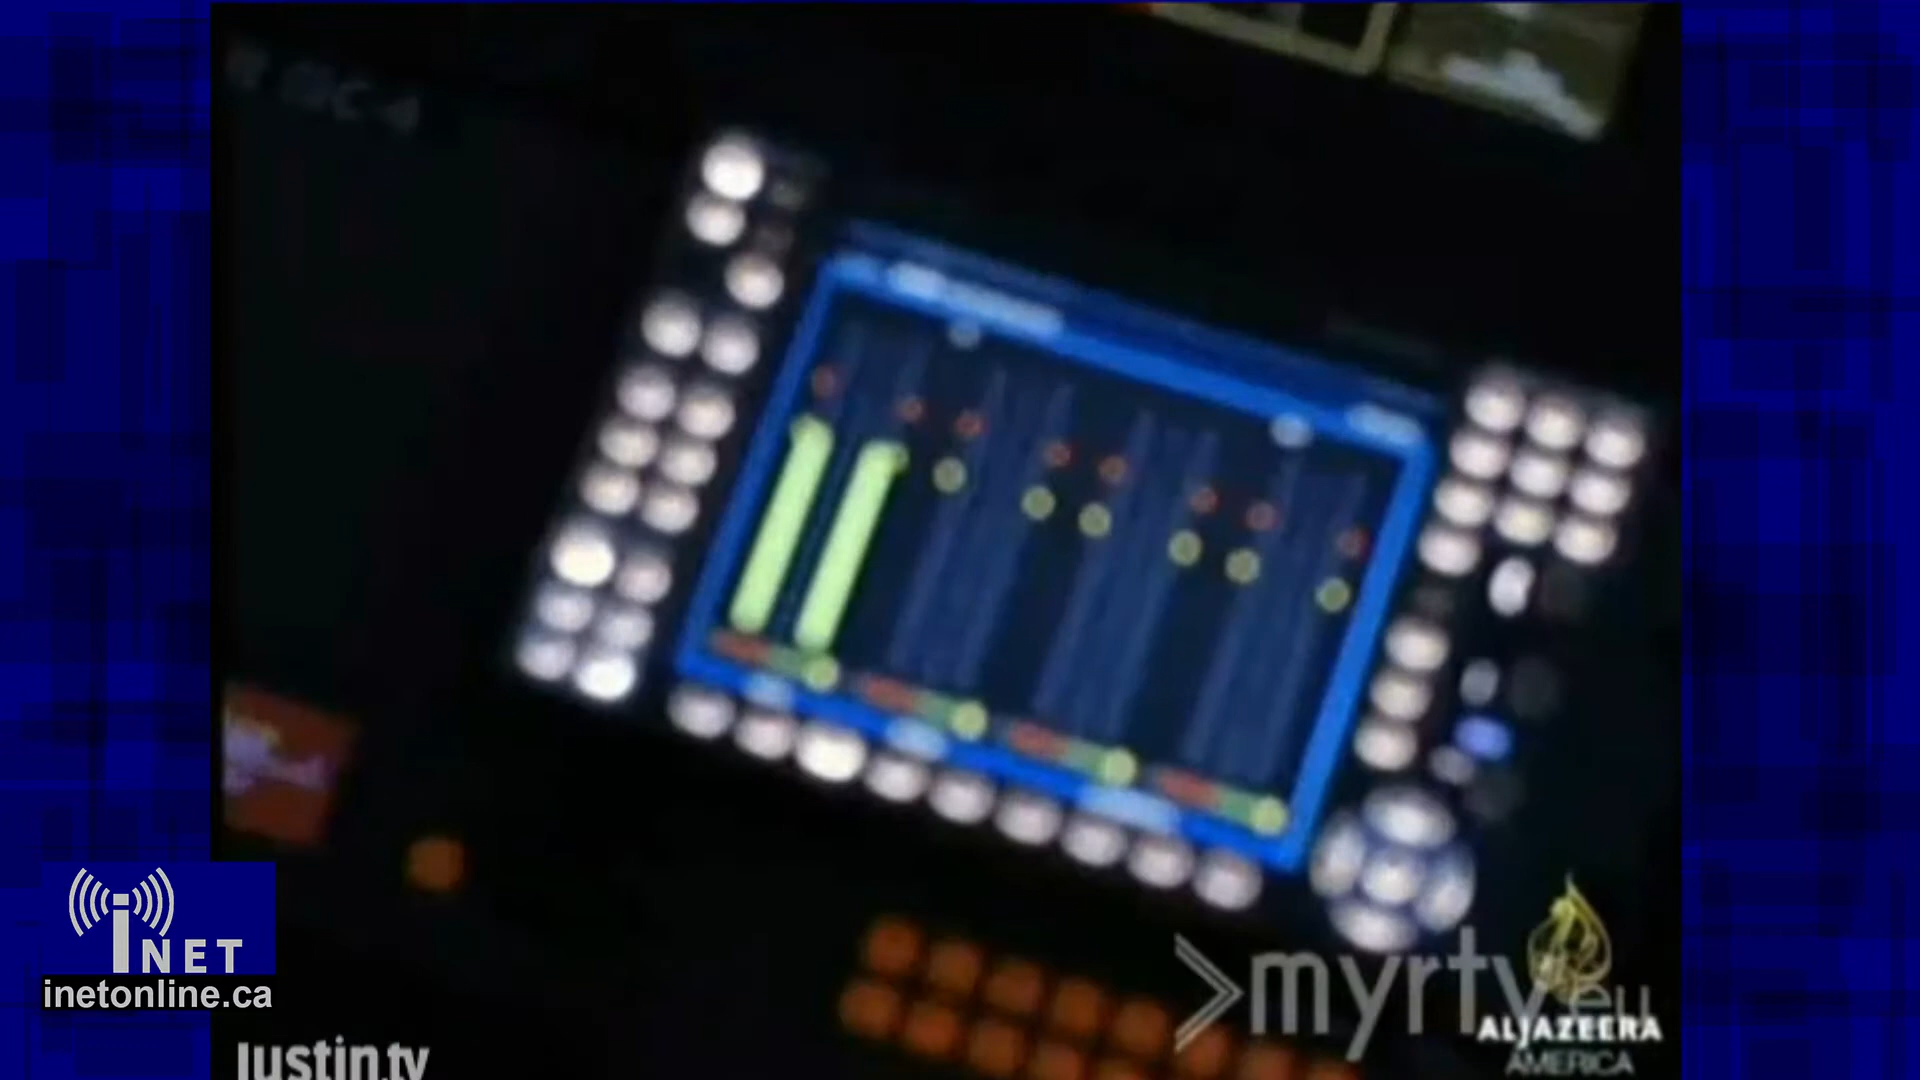 iNET
inetonline.ca
Justin.tv
>myrtv.eu
ALJAZEERA
AMERICA